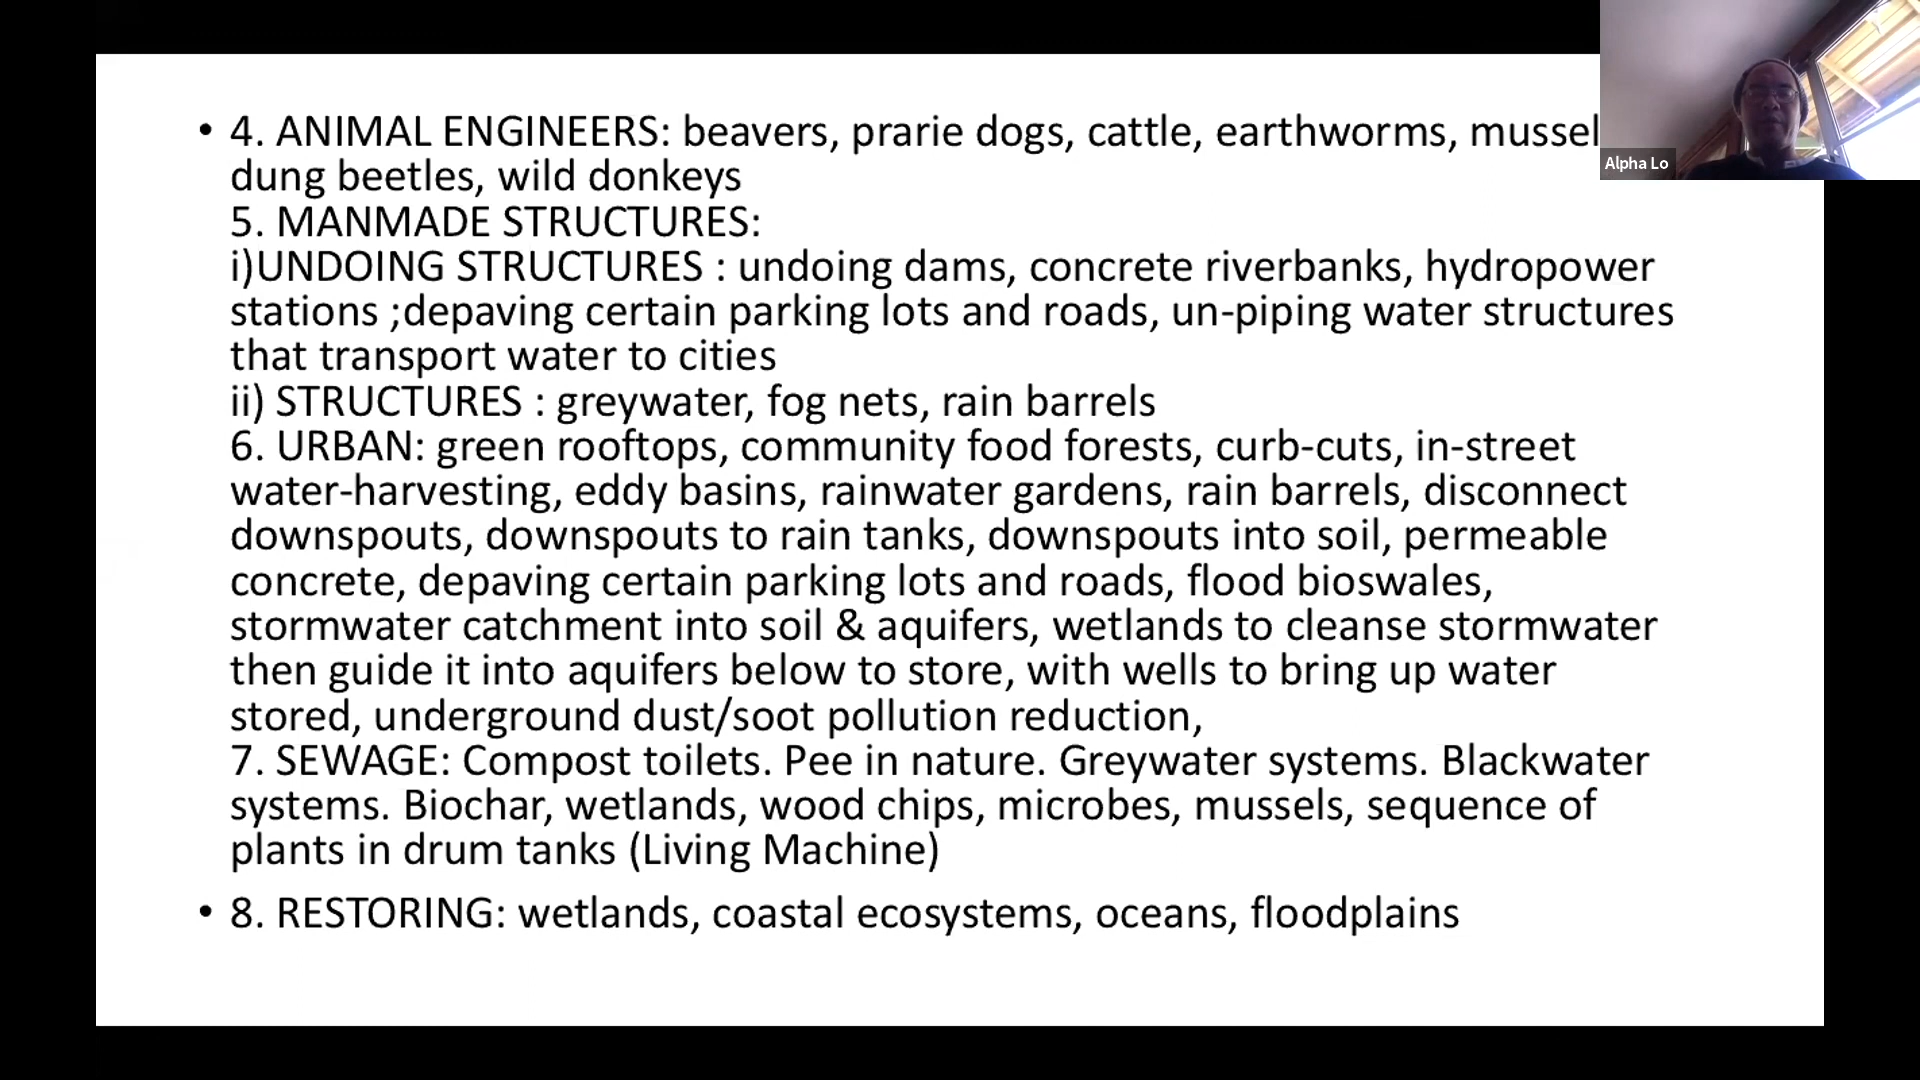 • 4. ANIMAL ENGINEERS: beavers, prarie dogs, cattle, earthworms, mussel
dung beetles, wild donkeys
5. MANMADE STRUCTURES:
i)UNDOING STRUCTURES : undoing dams, concrete riverbanks, hydropower
stations ;depaving certain parking lots and roads, un-piping water structures
that transport water to cities
ii) STRUCTURES : greywater, fog nets, rain barrels
6. URBAN: green rooftops, community food forests, curb-cuts, in-street
water-harvesting, eddy basins, rainwater gardens, rain barrels, disconnect
downspouts, downspouts to rain tanks, downspouts into soil, permeable
concrete, depaving certain parking lots and roads, flood bioswales,
stormwater catchment into soil & aquifers, wetlands to cleanse stormwater
then guide it into aquifers below to store, with wells to bring up water
stored, underground dust/soot pollution reduction,
7. SEWAGE: Compost toilets. Pee in nature. Greywater systems. Blackwater
systems. Biochar, wetlands, wood chips, microbes, mussels, sequence of
plants in drum tanks (Living Machine)
• 8. RESTORING: wetlands, coastal ecosystems, oceans, floodplains
Alpha Lo